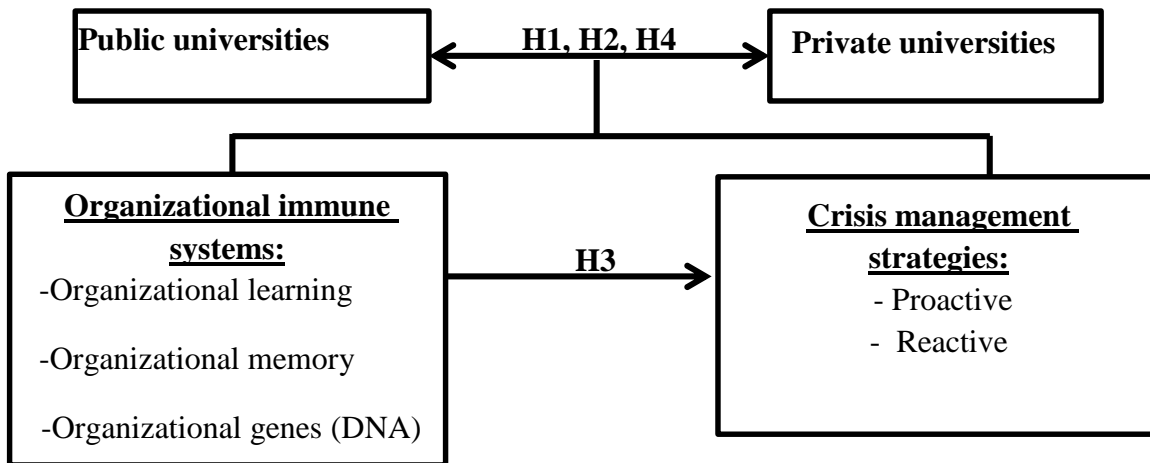 Public universities
H1, H2, H4
Private universities
Organizational immune
systems:
-Organizational learning
-Organizational memory
-Organizational genes (DNA)
H3
Crisis management
strategies:
- Proactive
- Reactive